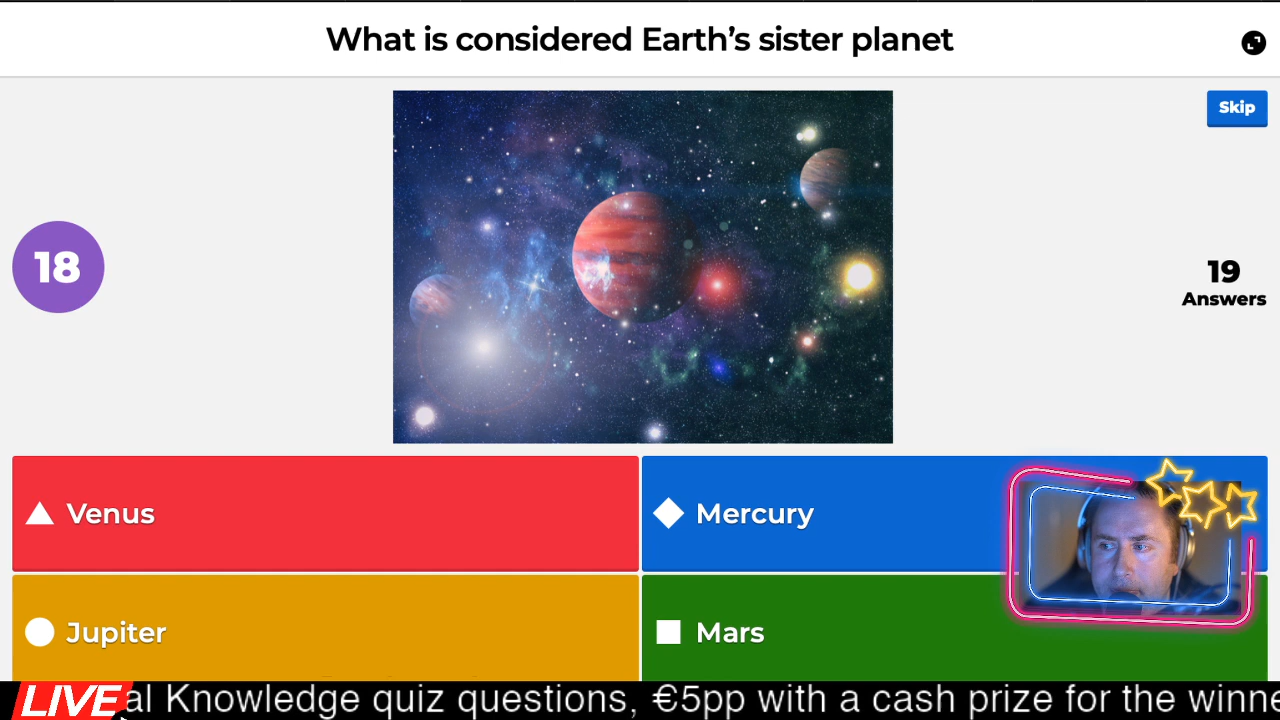 What is considered Earth’s sister planet
Skip
18
19
Answers
Venus
Mercury
Jupiter
Mars
LIVE
al Knowledge quiz questions, €5pp with a cash prize for the winne